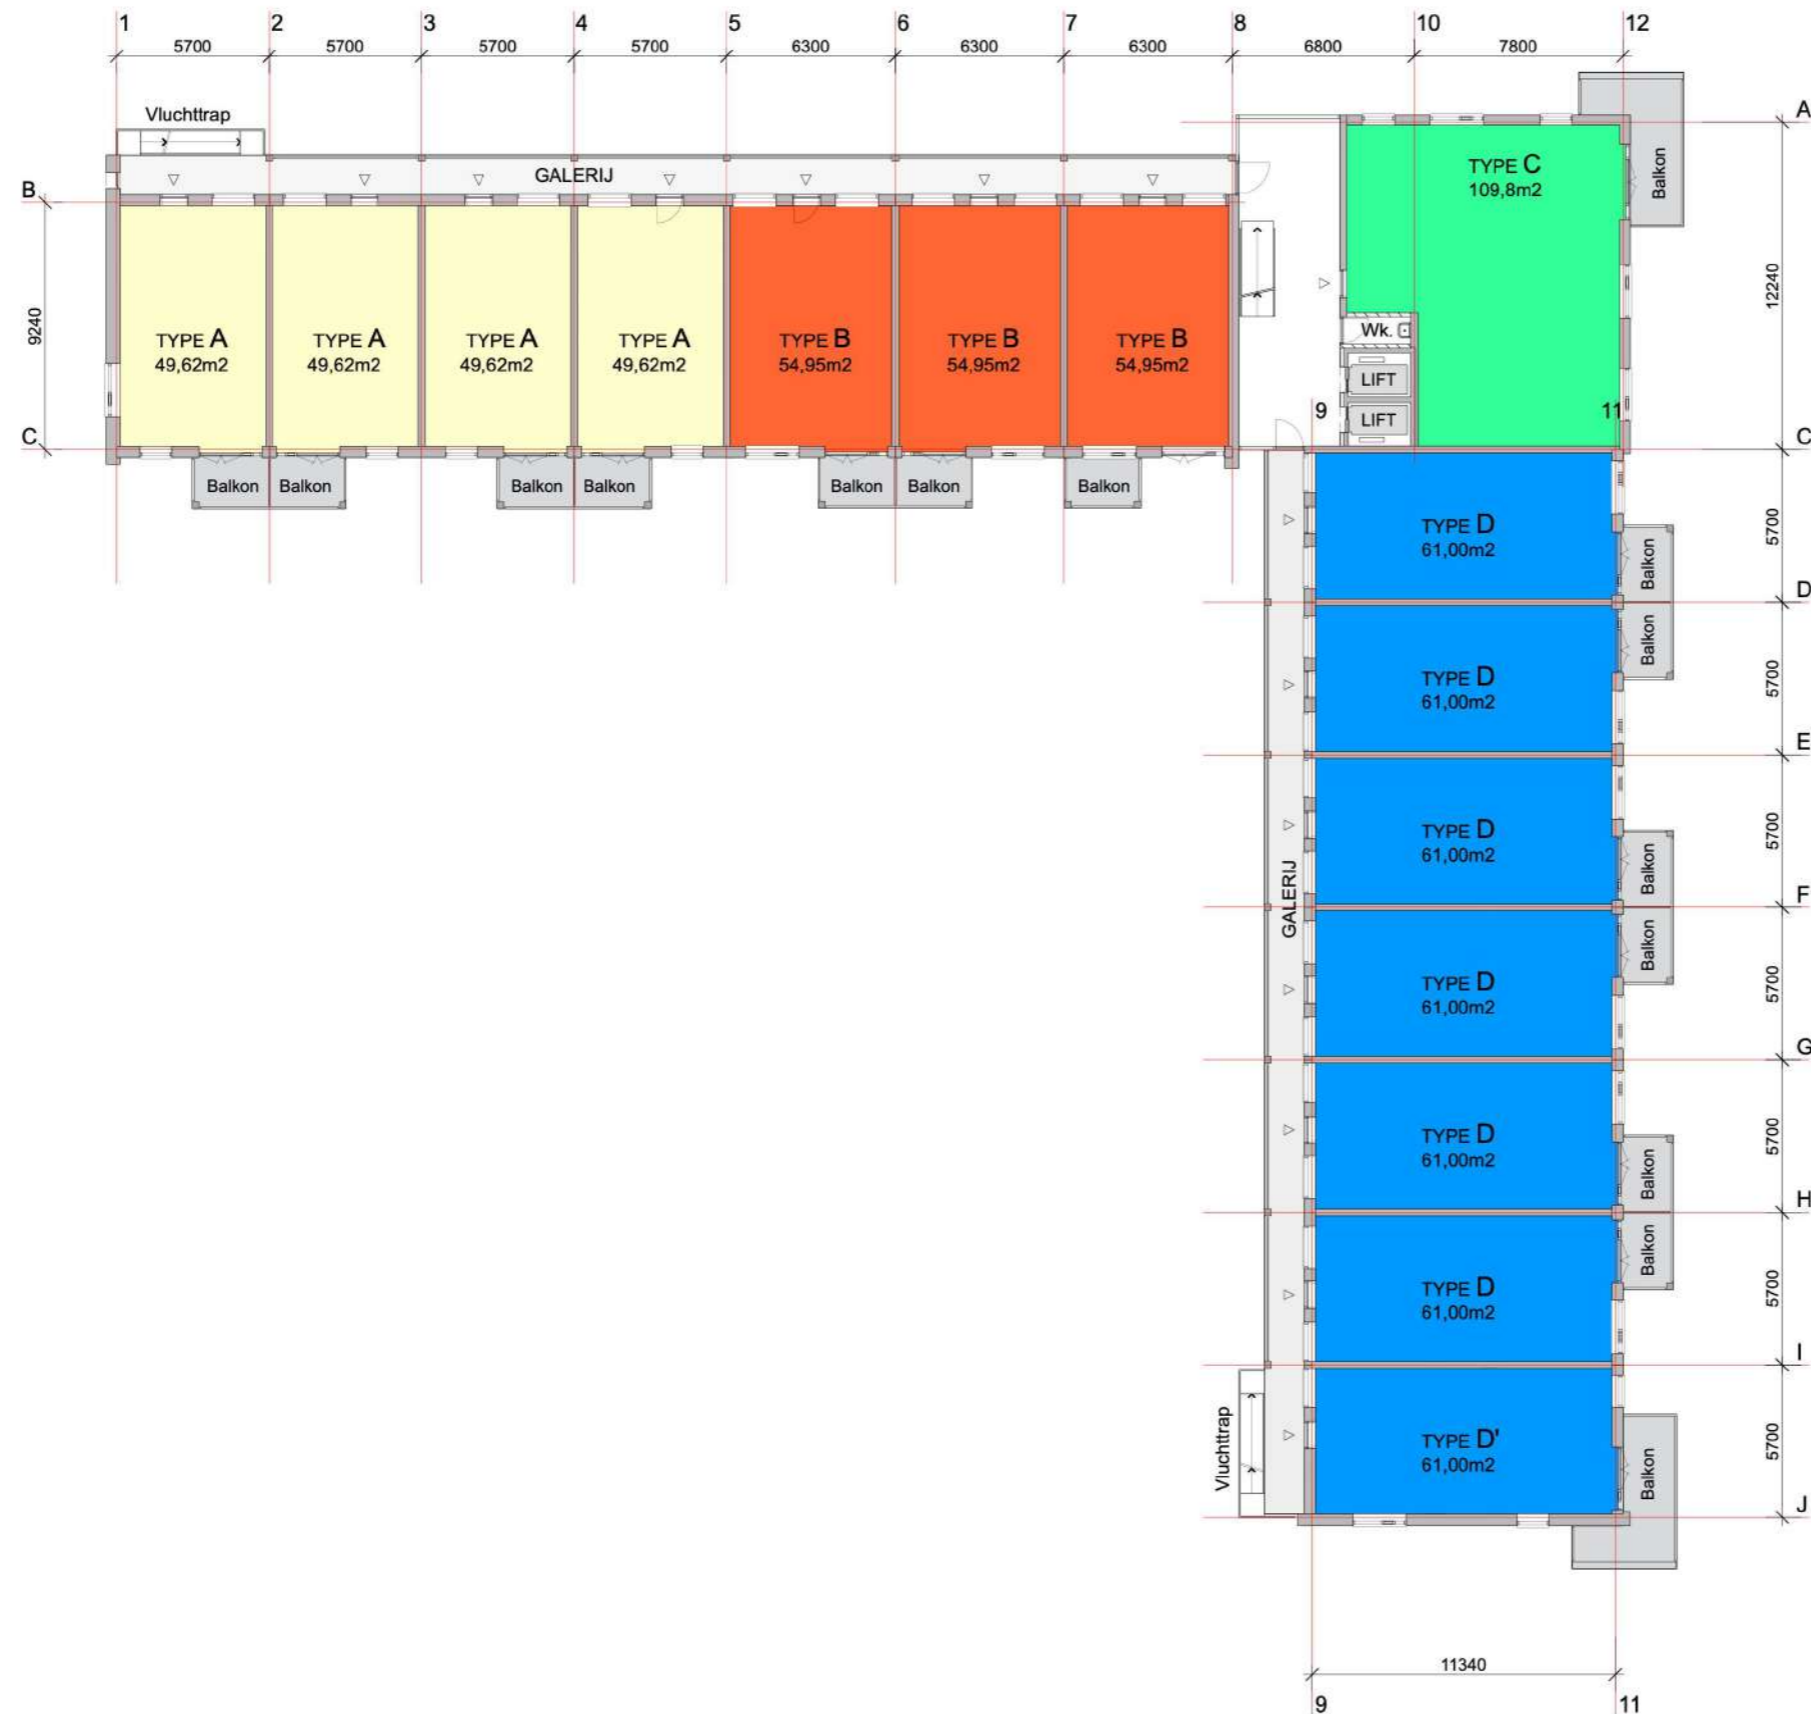 1 2 3 4 5 6 7 8 10 12
5700 5700 5700 5700 6300 6300 6300 6800 7800
Vluchttrap
A
GALERIJ
TYPE C
109,8m2
Balkon
B
12240
9240
TYPE A
49,62m2
TYPE A
49,62m2
TYPE A
49,62m2
TYPE A
49,62m2
TYPE B
54,95m2
TYPE B
54,95m2
TYPE B
54,95m2
Wk.
LIFT
LIFT
9 11
C C
Balkon Balkon Balkon Balkon Balkon Balkon Balkon
TYPE D
61,00m2
5700
Balkon
D
Balkon
TYPE D
61,00m2
5700
E
TYPE D
61,00m2
5700
Balkon
GALERIJ
F
Balkon
TYPE D
61,00m2
5700
G
TYPE D
61,00m2
5700
Balkon
H
Balkon
TYPE D
61,00m2
5700
I
Vluchttrap
TYPE D'
61,00m2
5700
Balkon
J
11340
9 11